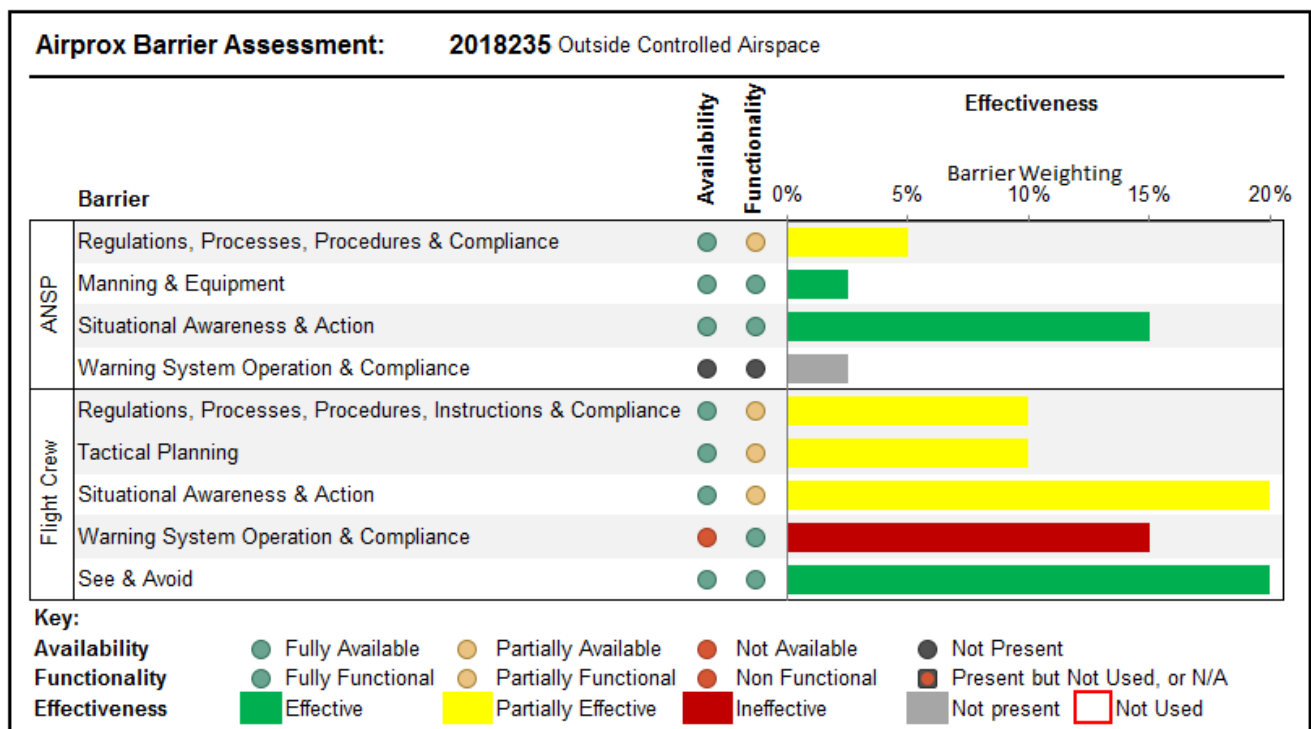 Airprox Barrier Assessment: 2018235 Outside Controlled Airspace
Effectiveness
Barrier Weighting
Barrier Availability Functionality 0% 5% 10% 15% 20%
ANSP
Regulations, Processes, Procedures & Compliance
Manning & Equipment
Situational Awareness & Action
Warning System Operation & Compliance
Flight Crew
Regulations, Processes, Procedures, Instructions & Compliance
Tactical Planning
Situational Awareness & Action
Warning System Operation & Compliance
See & Avoid
Key:
Availability Fully Available Partially Available Not Available Not Present
Functionality Fully Functional Partially Functional Non Functional Present but Not Used, or N/A
Effectiveness Effective Partially Effective Ineffective Not present Not Used